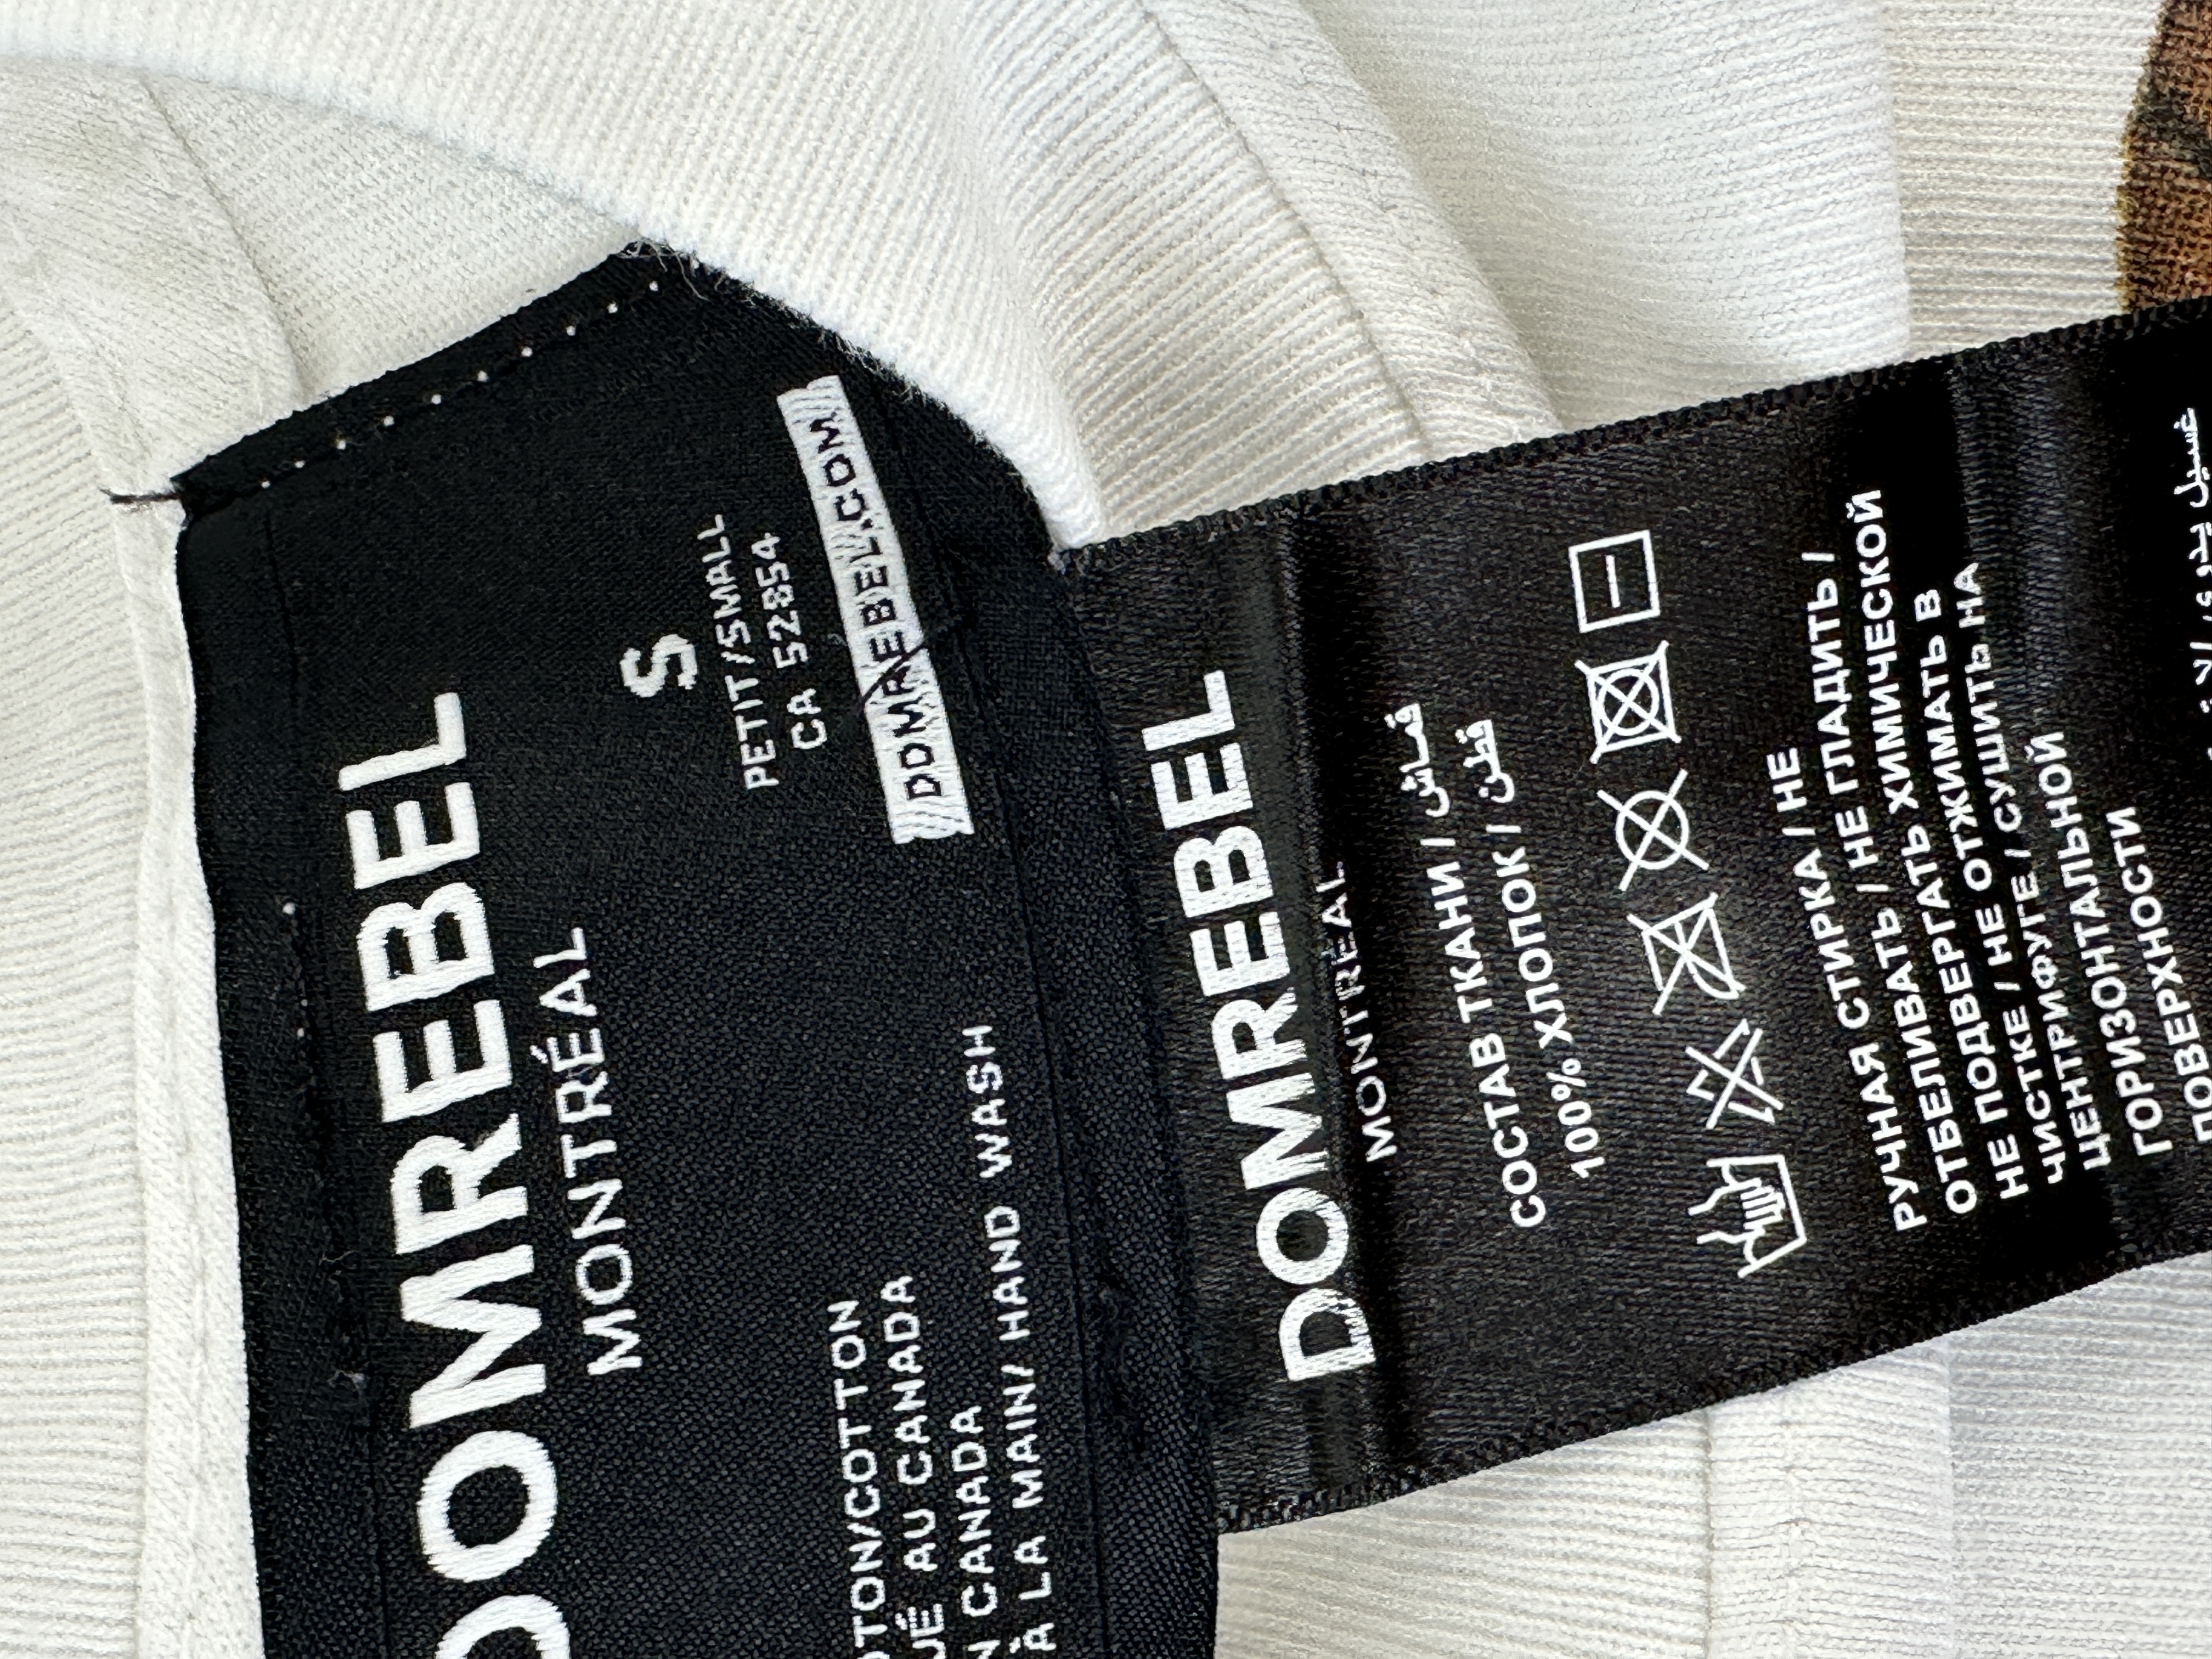 DOMREBEL
MONTRÉAL
S
PETIT/SMALL
CA 52854
DOMREBEL.COM
COTTON
AU CANADA
CANADA
À LA MAIN/ HAND WASH
DOMREBEL
MONTRÉAL
СОСТАВ ТКАНИ / قماش
100% ХЛОПОК / قطن
РУЧНАЯ СТИРКА / НЕ
ОТБЕЛИВАТЬ / НЕ ГЛАДИТЬ /
НЕ ПОДВЕРГАТЬ ХИМИЧЕСКОЙ
ЧИСТКЕ / НЕ ОТЖИМАТЬ В
ЦЕНТРИФУГЕ / СУШИТЬ НА
ГОРИЗОНТАЛЬНОЙ
ПОВЕРХНОСТИ
غسيل يدوي /